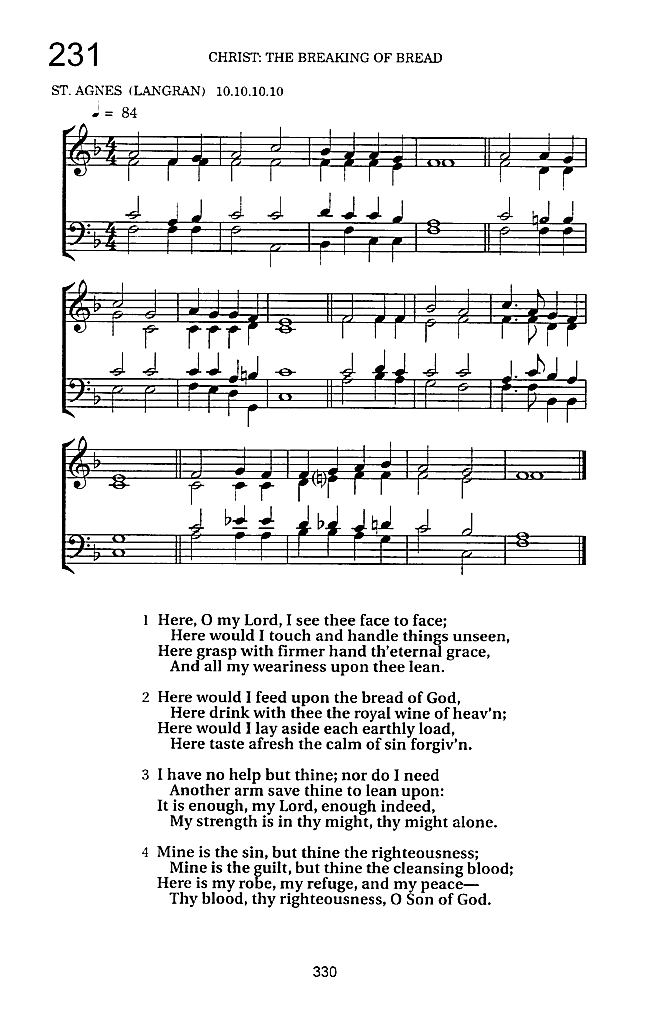 231
CHRIST: THE BREAKING OF BREAD
ST. AGNES (LANGRAN) 10.10.10.10
♩ = 84
1 Here, O my Lord, I see thee face to face;
Here would I touch and handle things unseen,
Here grasp with firmer hand th'eternal grace,
And all my weariness upon thee lean.
2 Here would I feed upon the bread of God,
Here drink with thee the royal wine of heav'n;
Here would I lay aside each earthly load,
Here taste afresh the calm of sin forgiv'n.
3 I have no help but thine; nor do I need
Another arm save thine to lean upon:
It is enough, my Lord, enough indeed,
My strength is in thy might, thy might alone.
4 Mine is the sin, but thine the righteousness;
Mine is the guilt, but thine the cleansing blood;
Here is my robe, my refuge, and my peace—
Thy blood, thy righteousness, O Son of God.
330